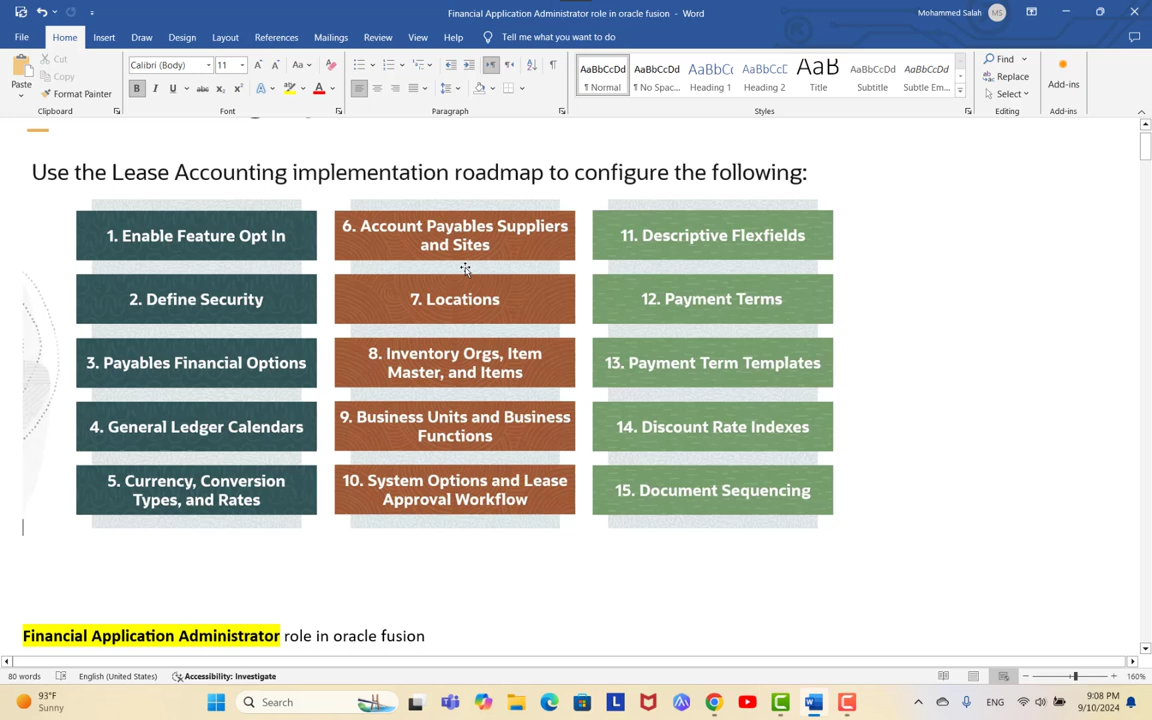 Financial Application Administrator role in oracle fusion - Word
Mohammed Salah
MS
File
Home
Insert
Draw
Design
Layout
References
Mailings
Review
View
Help
Tell me what you want to do
Paste
Cut
Copy
Format Painter
Clipboard
Calibri (Body)
11
Font
Paragraph
AaBbCcDd
¶ Normal
AaBbCcDd
¶ No Spac...
AaBbCc
Heading 1
AaBbCcD
Heading 2
AaB
Title
AaBbCcD
Subtitle
AaBbCcDd
Subtle Em...
Styles
Find
Replace
Select
Editing
Add-ins
Add-ins
Use the Lease Accounting implementation roadmap to configure the following:
1. Enable Feature Opt In
2. Define Security
3. Payables Financial Options
4. General Ledger Calendars
5. Currency, Conversion
Types, and Rates
6. Account Payables Suppliers
and Sites
7. Locations
8. Inventory Orgs, Item
Master, and Items
9. Business Units and Business
Functions
10. System Options and Lease
Approval Workflow
11. Descriptive Flexfields
12. Payment Terms
13. Payment Term Templates
14. Discount Rate Indexes
15. Document Sequencing
Financial Application Administrator role in oracle fusion
80 words
English (United States)
Accessibility: Investigate
160%
93°F
Sunny
Search
ENG
9:08 PM
9/10/2024